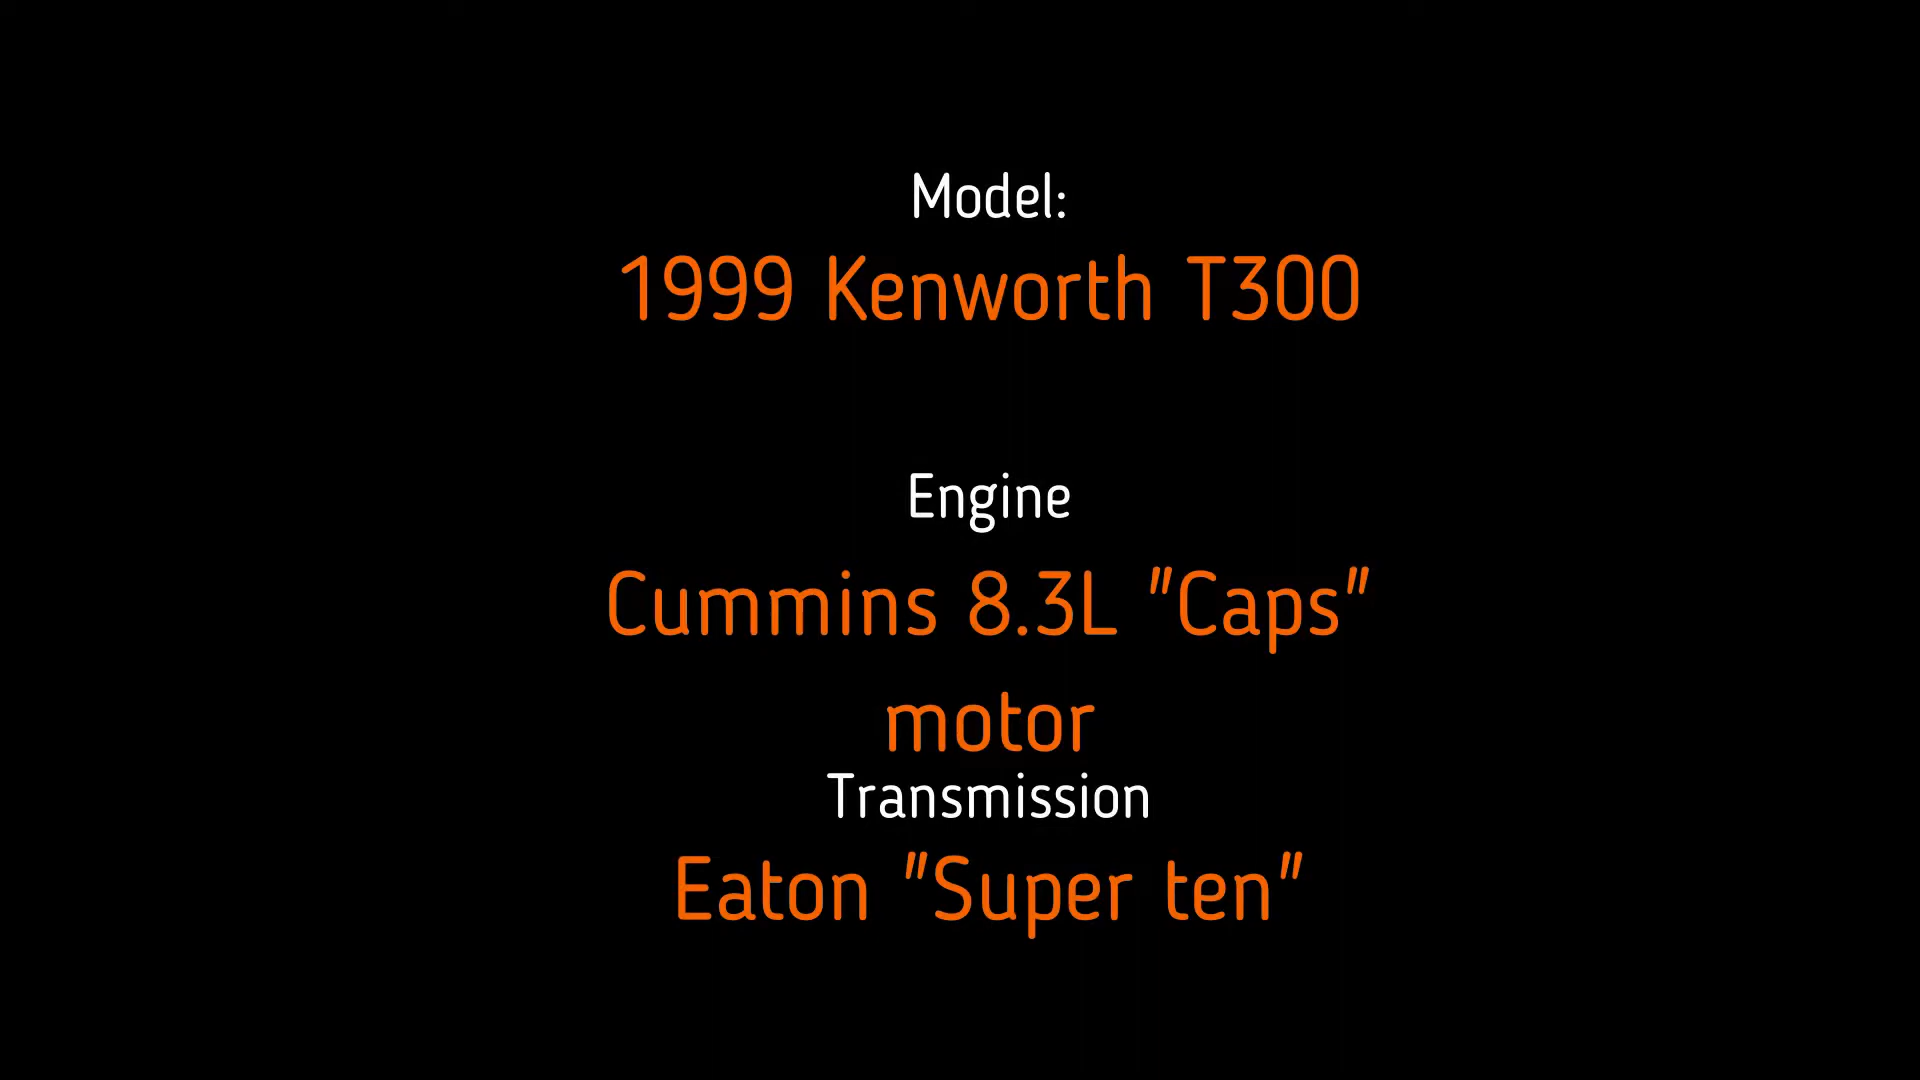 Model:
1999 Kenworth T300
Engine
Cummins 8.3L "Caps"
motor
Transmission
Eaton "Super ten"